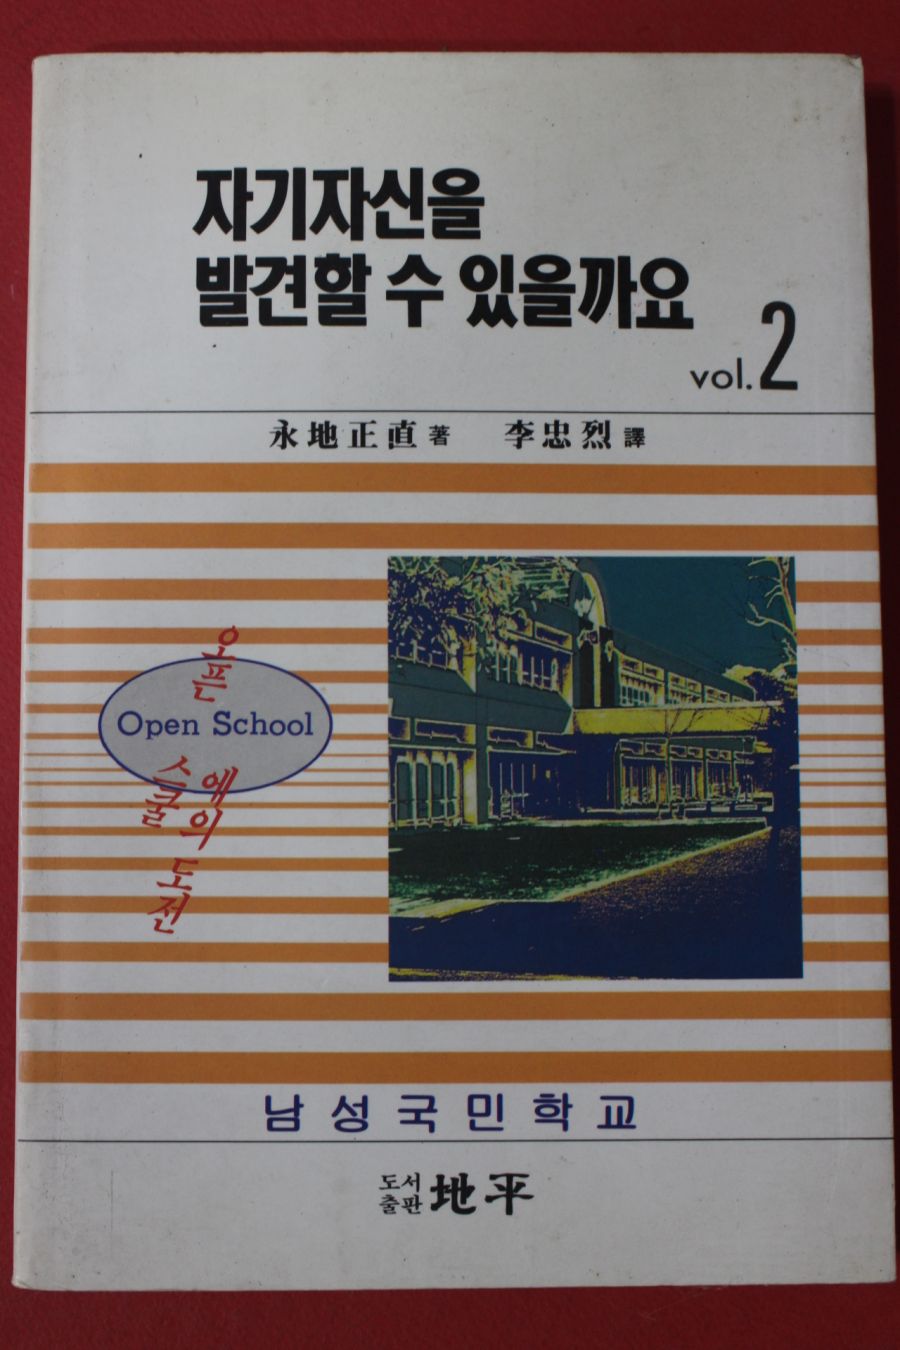 자기자신을
발견할 수 있을까요
vol. 2
永地正直 著 李忠烈 譯
오픈
Open School
스쿨
에의
도전
남성국민학교
도서
출판 地平